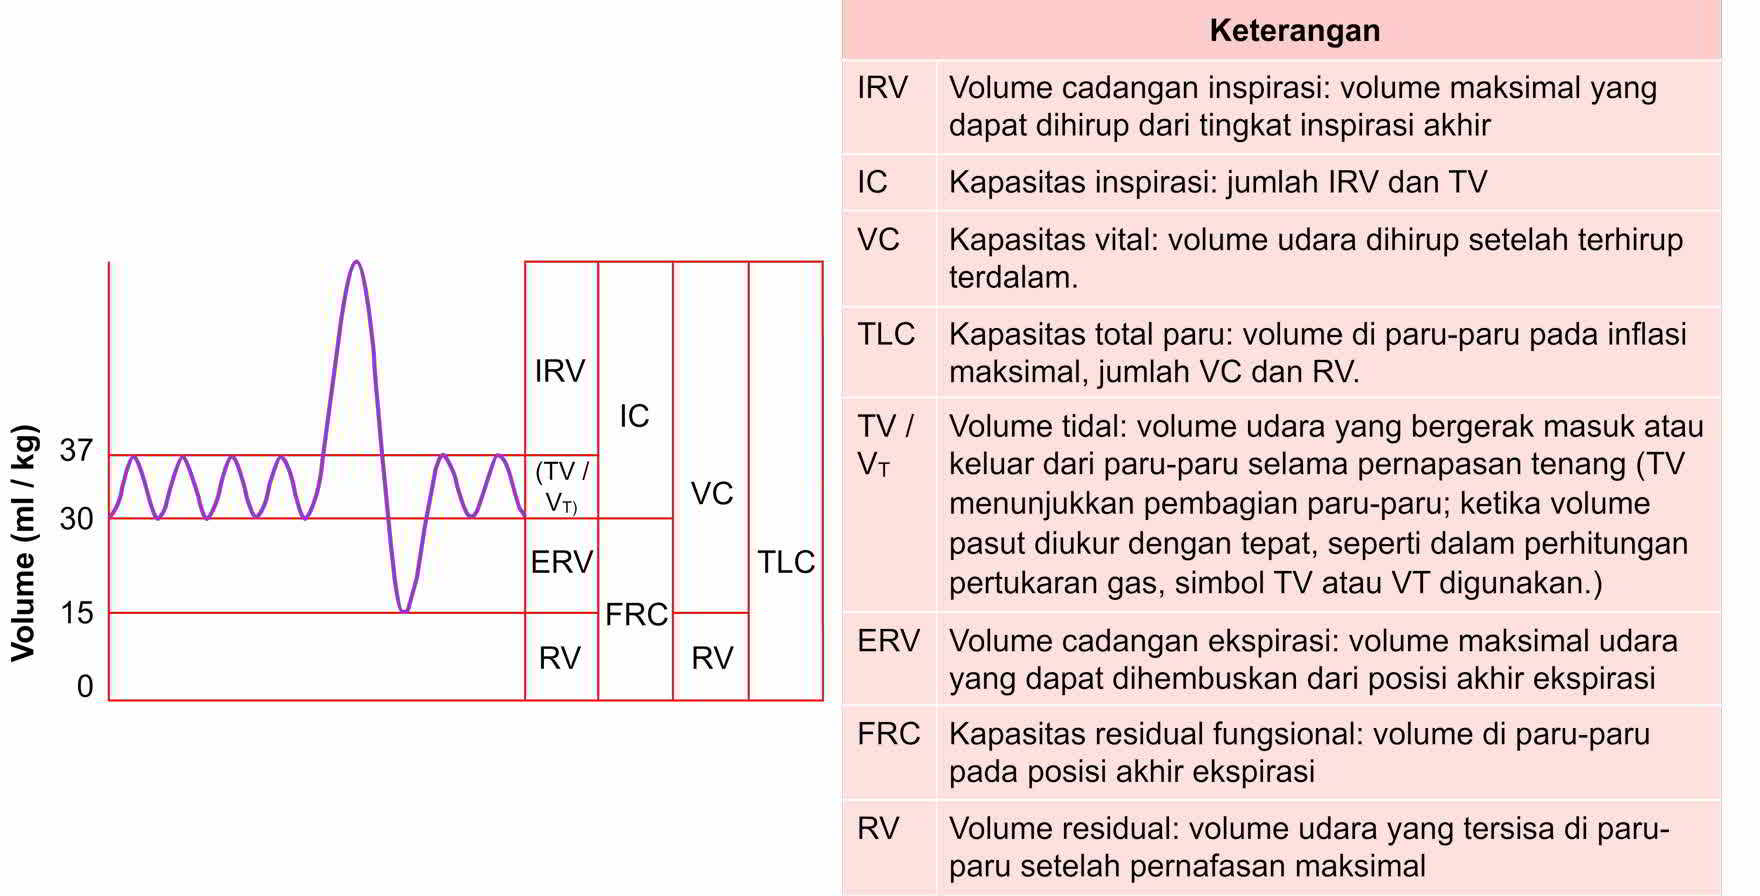 Volume (ml / kg)
37
30
15
0
IRV
(TV /
VT)
ERV
RV
IC
FRC
VC
RV
TLC
Keterangan
IRV Volume cadangan inspirasi: volume maksimal yang
dapat dihirup dari tingkat inspirasi akhir
IC Kapasitas inspirasi: jumlah IRV dan TV
VC Kapasitas vital: volume udara dihirup setelah terhirup
terdalam.
TLC Kapasitas total paru: volume di paru-paru pada inflasi
maksimal, jumlah VC dan RV.
TV / Volume tidal: volume udara yang bergerak masuk atau
VT keluar dari paru-paru selama pernapasan tenang (TV
menunjukkan pembagian paru-paru; ketika volume
pasut diukur dengan tepat, seperti dalam perhitungan
pertukaran gas, simbol TV atau VT digunakan.)
ERV Volume cadangan ekspirasi: volume maksimal udara
yang dapat dihembuskan dari posisi akhir ekspirasi
FRC Kapasitas residual fungsional: volume di paru-paru
pada posisi akhir ekspirasi
RV Volume residual: volume udara yang tersisa di paru-
paru setelah pernafasan maksimal